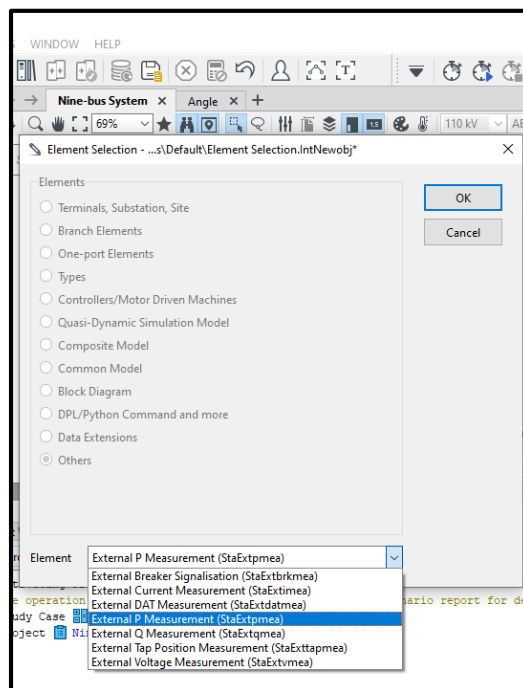 WINDOW HELP
[T]
Nine-bus System × Angle × +
69% 1.5 110 kV
Element Selection - ...s\Default\Element Selection.IntNewobj*
Elements
OK
Terminals, Substation, Site
Branch Elements
Cancel
One-port Elements
Types
Controllers/Motor Driven Machines
Quasi-Dynamic Simulation Model
Composite Model
Common Model
Block Diagram
DPL/Python Command and more
Data Extensions
Others
Element External P Measurement (StaExtpmea)
External Breaker Signalisation (StaExtbrkmea)
External Current Measurement (StaExtimea)
External DAT Measurement (StaExtdatmea)
e operation External P Measurement (StaExtpmea) nario report for de
udy Case External Q Measurement (StaExtqmea)
oject Nin External Tap Position Measurement (StaExttapmea)
External Voltage Measurement (StaExtvmea)